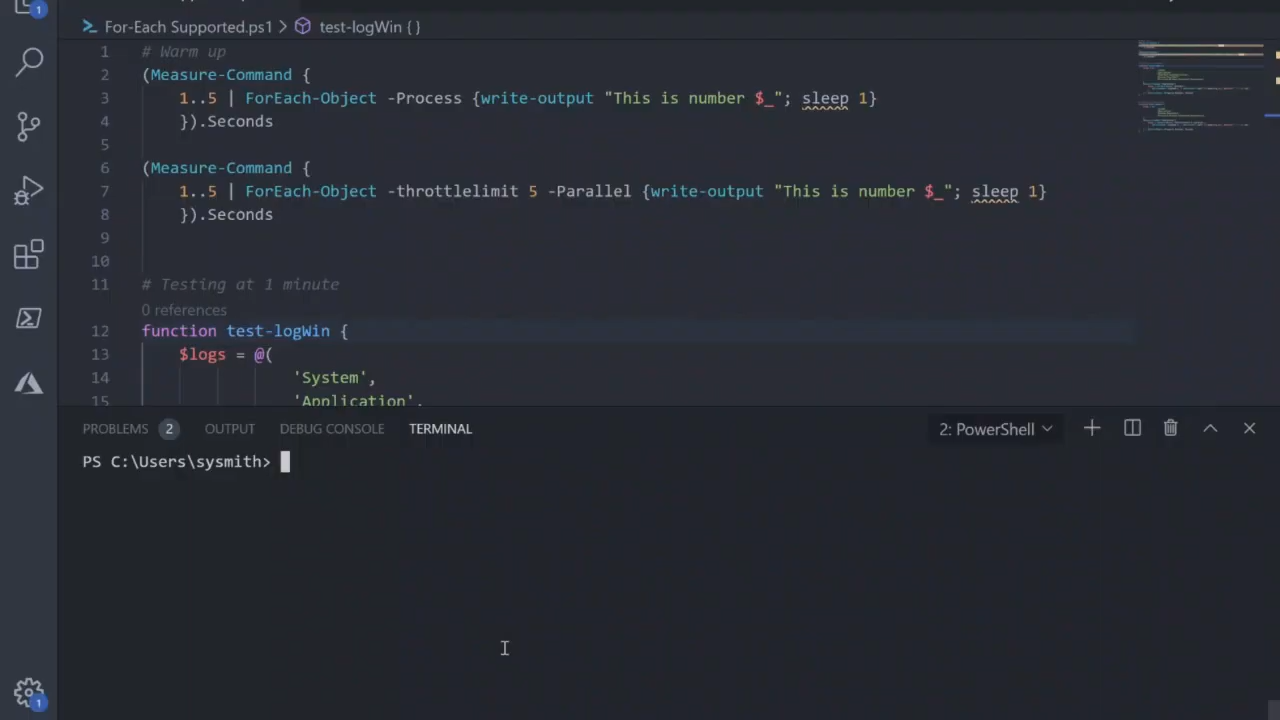 1
For-Each Supported.ps1 > test-logWin { }
1 # Warm up
2 (Measure-Command {
3 1..5 | ForEach-Object -Process {write-output "This is number $_"; sleep 1}
4 }).Seconds
5
6 (Measure-Command {
7 1..5 | ForEach-Object -throttlelimit 5 -Parallel {write-output "This is number $_"; sleep 1}
8 }).Seconds
9
10
11 # Testing at 1 minute
0 references
12 function test-logWin {
13 $logs = @(
14 'System',
15 'Application',
PROBLEMS 2 OUTPUT DEBUG CONSOLE TERMINAL 2: PowerShell
PS C:\Users\sysmith>
1